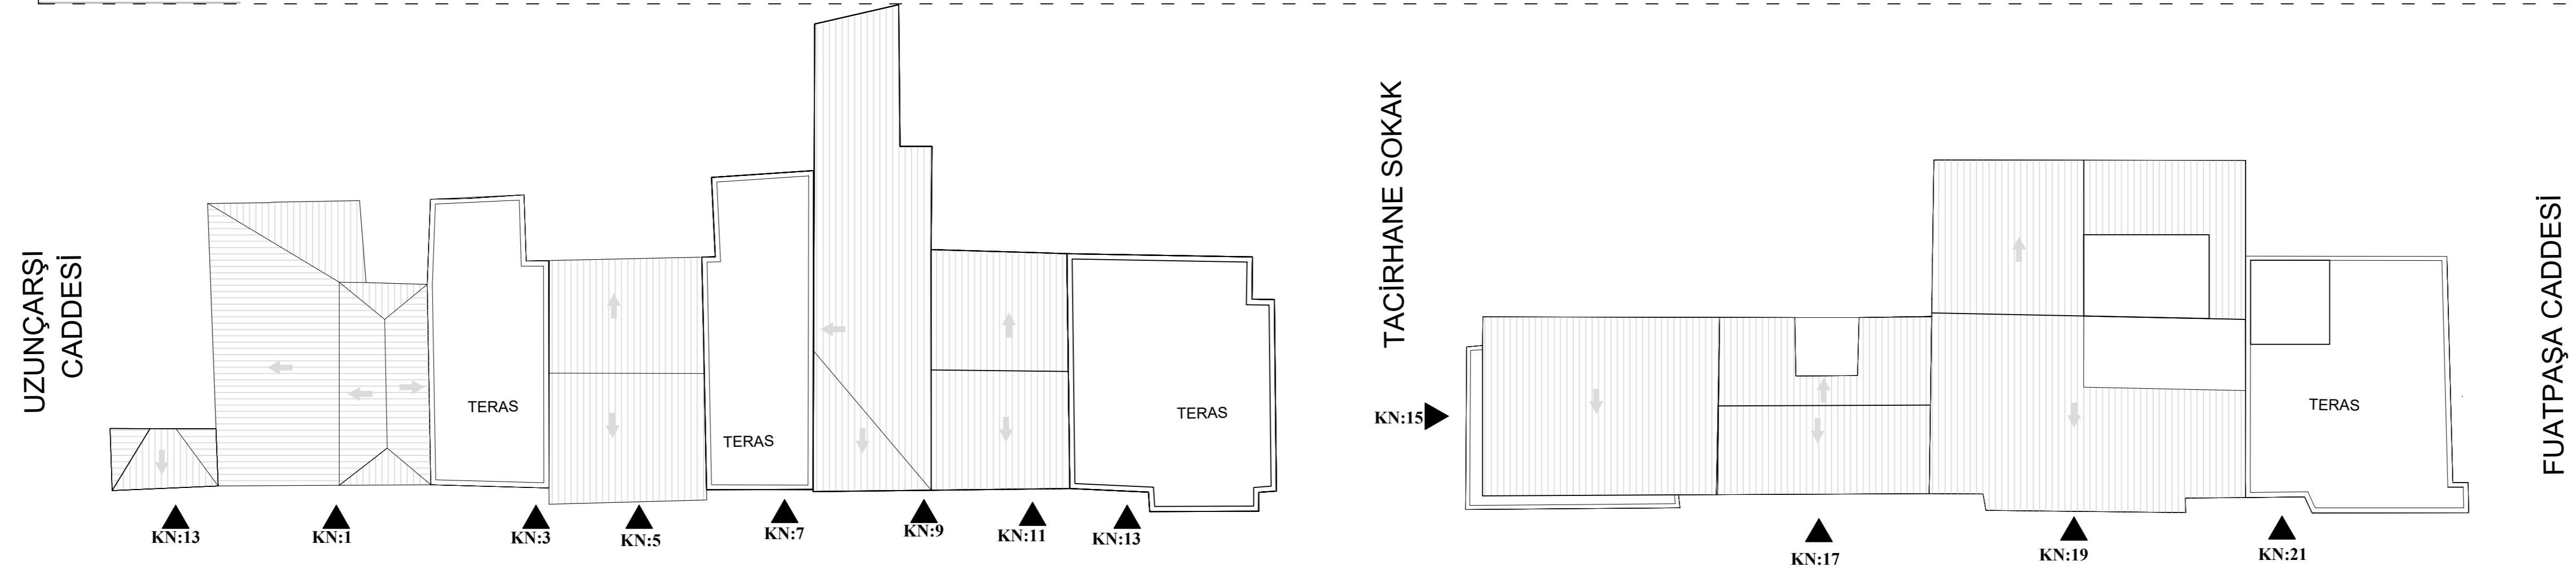 UZUNÇARŞI
CADDESİ
TERAS
TERAS
TERAS
TACİRHANE SOKAK
TERAS
FUATPAŞA CADDESİ
KN:15
KN:13
KN:1
KN:3
KN:5
KN:7
KN:9
KN:11
KN:13
KN:17
KN:19
KN:21